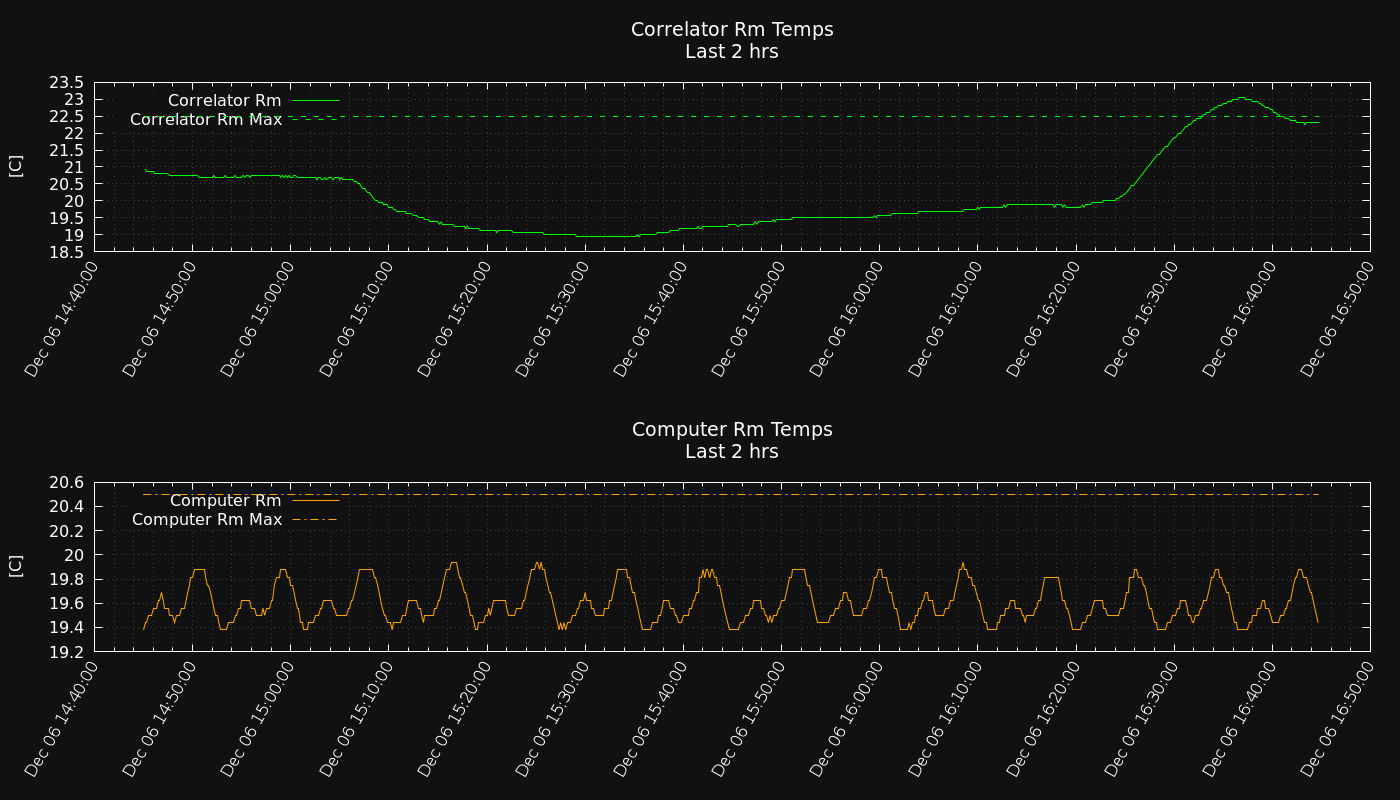 Correlator Rm Temps
Last 2 hrs
[C]
23.5
23
22.5
22
21.5
21
20.5
20
19.5
19
18.5
Correlator Rm
Correlator Rm Max
Dec 06 14:40:00
Dec 06 14:50:00
Dec 06 15:00:00
Dec 06 15:10:00
Dec 06 15:20:00
Dec 06 15:30:00
Dec 06 15:40:00
Dec 06 15:50:00
Dec 06 16:00:00
Dec 06 16:10:00
Dec 06 16:20:00
Dec 06 16:30:00
Dec 06 16:40:00
Dec 06 16:50:00
Computer Rm Temps
Last 2 hrs
[C]
20.6
20.4
20.2
20
19.8
19.6
19.4
19.2
Computer Rm
Computer Rm Max
Dec 06 14:40:00
Dec 06 14:50:00
Dec 06 15:00:00
Dec 06 15:10:00
Dec 06 15:20:00
Dec 06 15:30:00
Dec 06 15:40:00
Dec 06 15:50:00
Dec 06 16:00:00
Dec 06 16:10:00
Dec 06 16:20:00
Dec 06 16:30:00
Dec 06 16:40:00
Dec 06 16:50:00